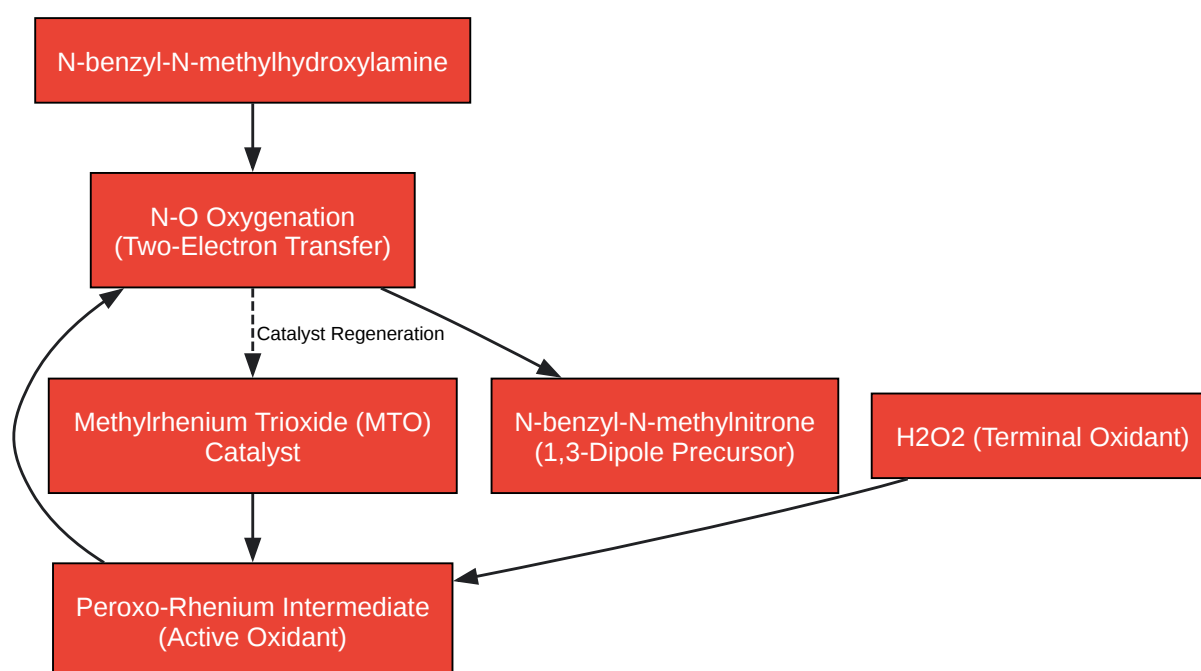 N-benzyl-N-methylhydroxylamine
N-O Oxygenation
(Two-Electron Transfer)
Catalyst Regeneration
Methylrhenium Trioxide (MTO)
Catalyst
N-benzyl-N-methylnitrone
(1,3-Dipole Precursor)
H2O2 (Terminal Oxidant)
Peroxo-Rhenium Intermediate
(Active Oxidant)